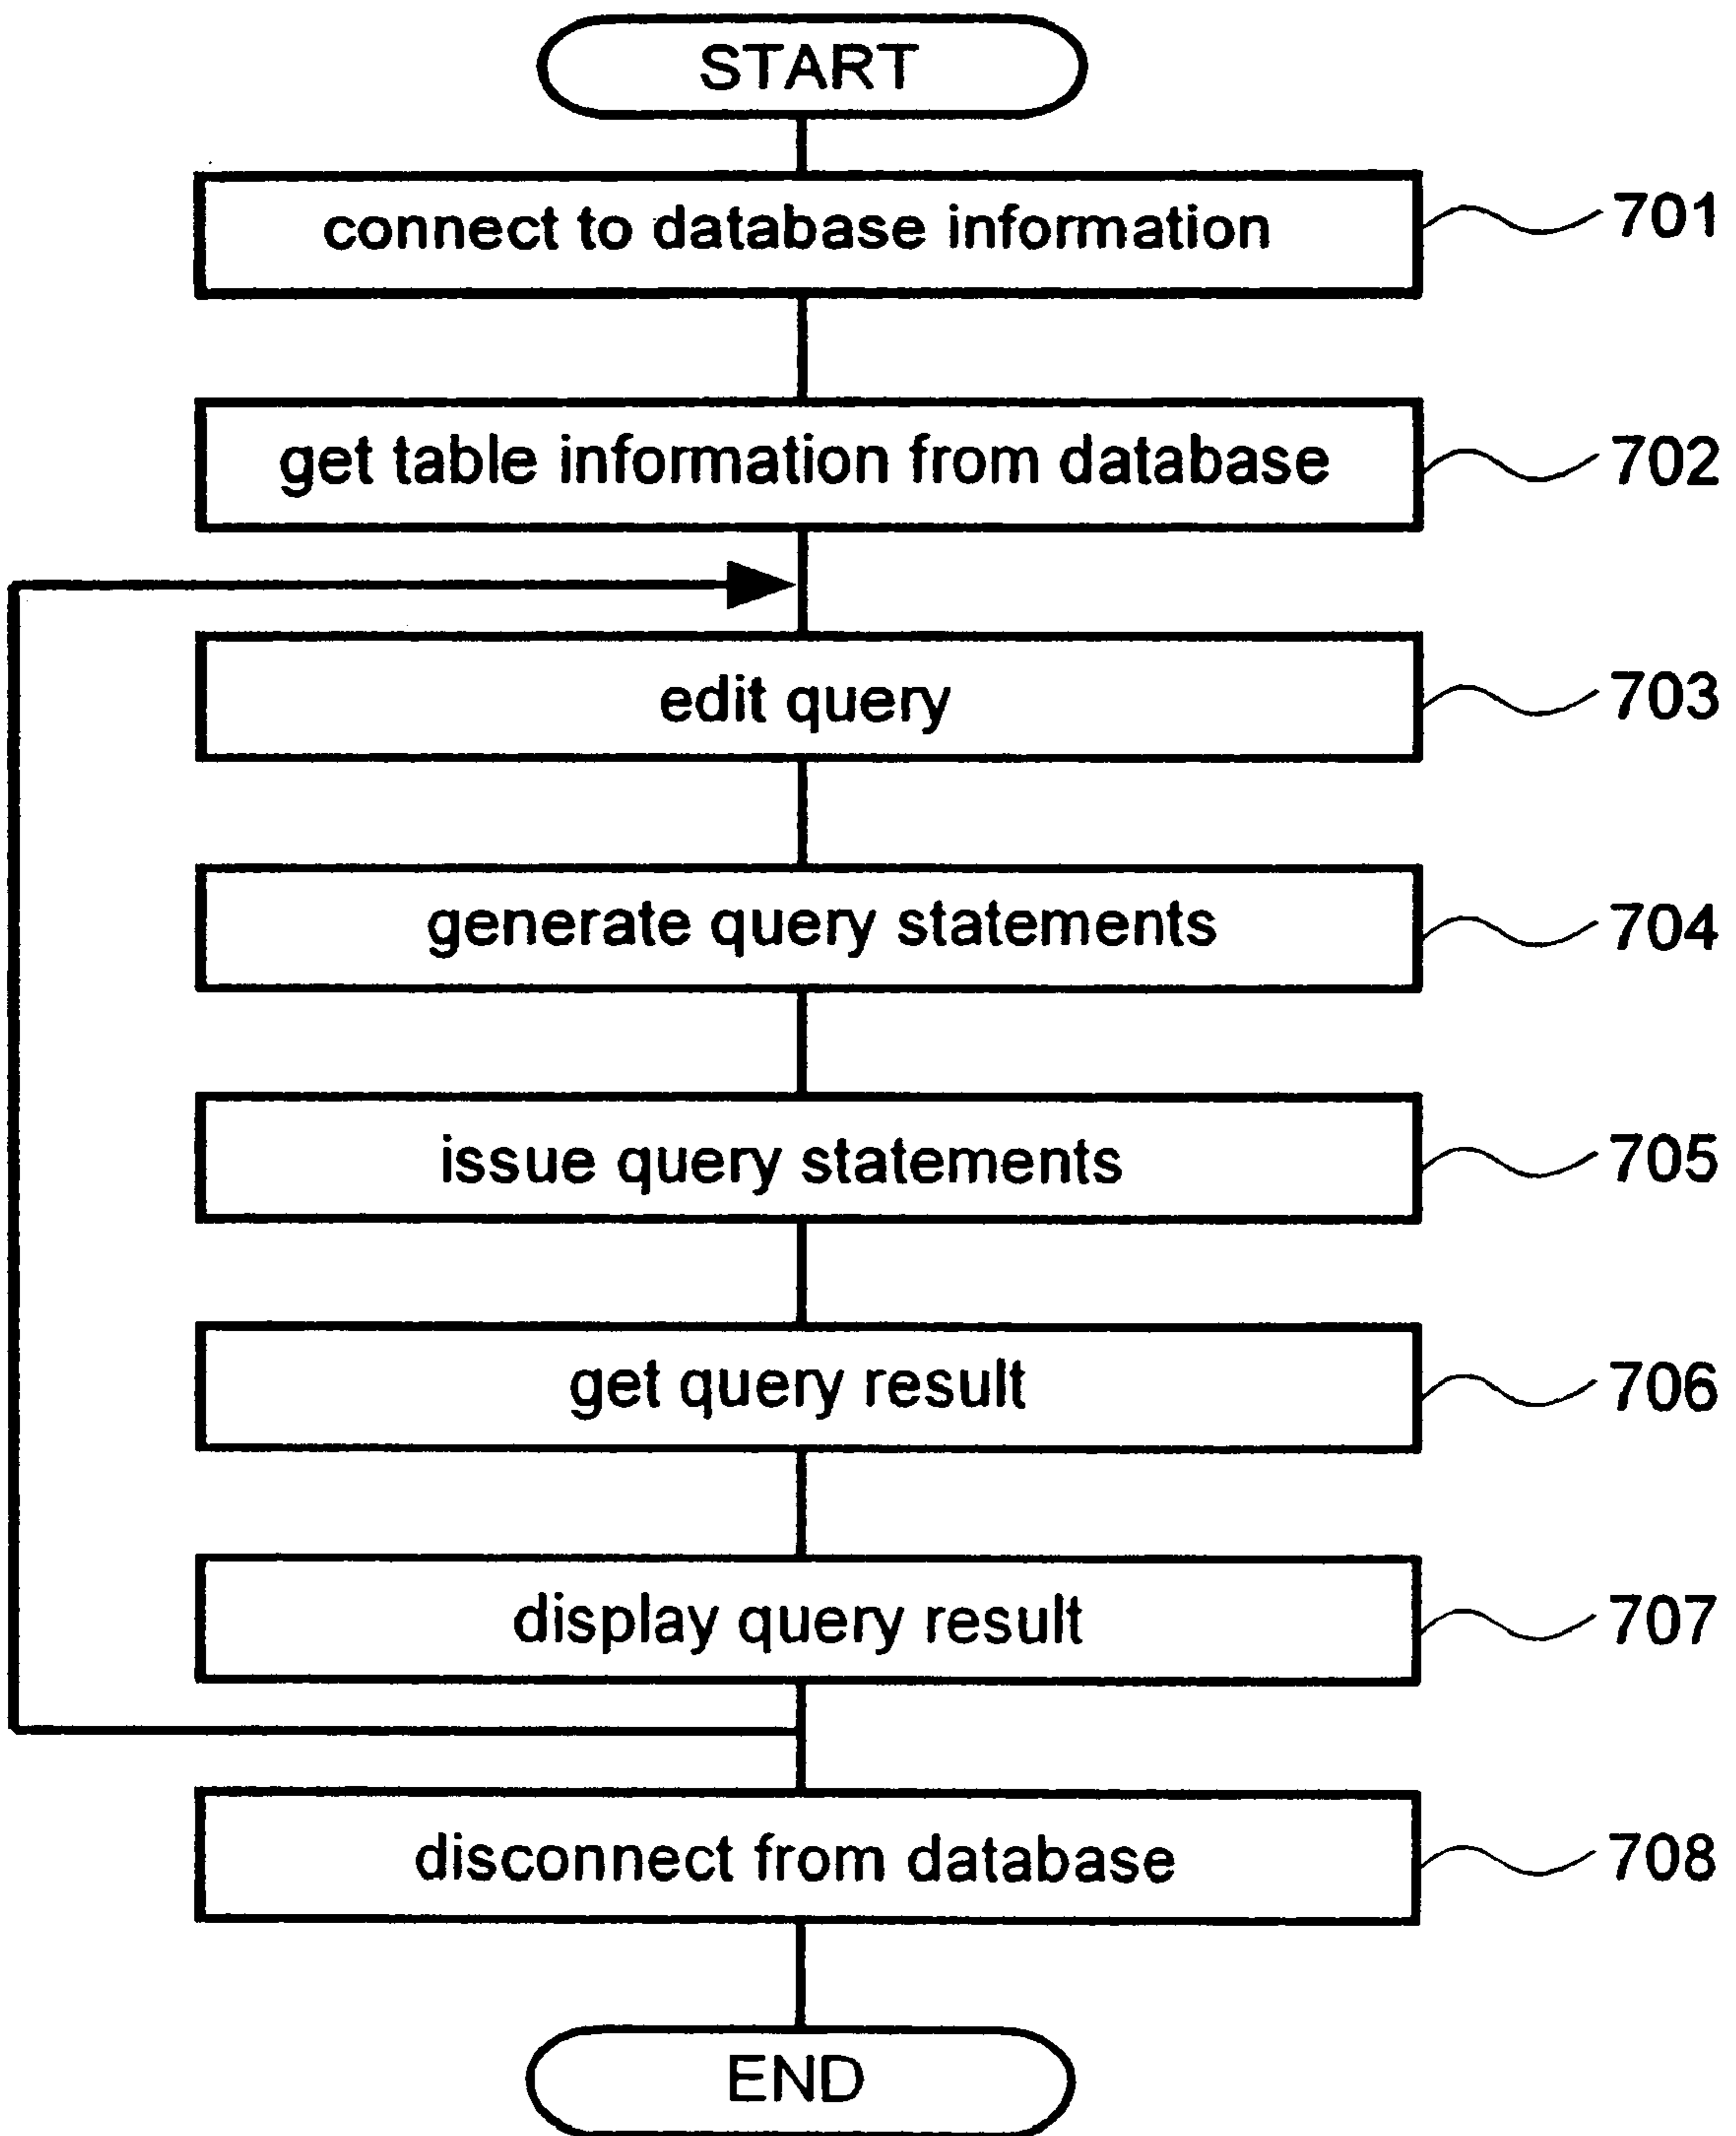 START
connect to database information
701
get table information from database
702
edit query
703
generate query statements
704
issue query statements
705
get query result
706
display query result
707
disconnect from database
708
END